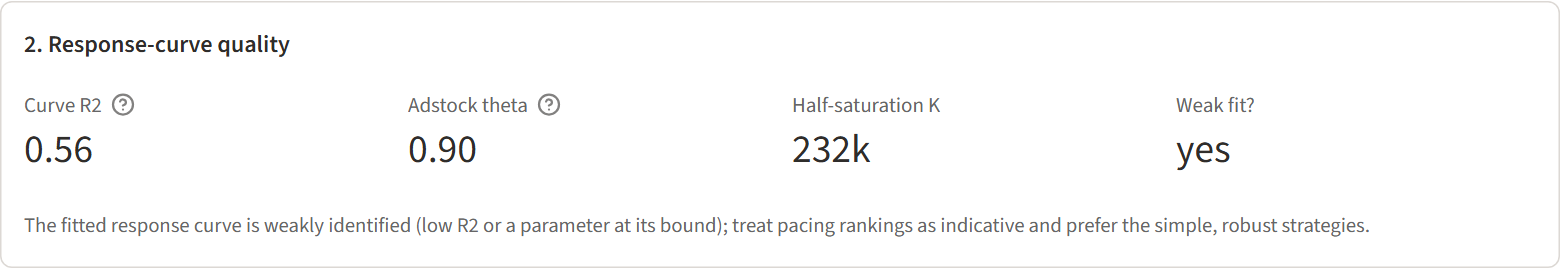 2. Response-curve quality
Curve R2 Adstock theta Half-saturation K Weak fit?
0.56 0.90 232k yes
The fitted response curve is weakly identified (low R2 or a parameter at its bound); treat pacing rankings as indicative and prefer the simple, robust strategies.